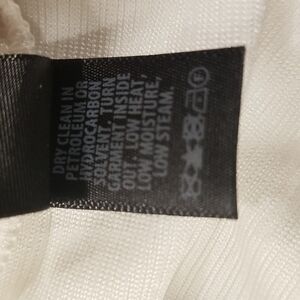 DRY CLEAN IN
PETROLEUM OR
HYDROCARBON
SOLVENT, TURN
GARMENT INSIDE
OUT, LOW HEAT,
LOW MOISTURE,
LOW STEAM.
F